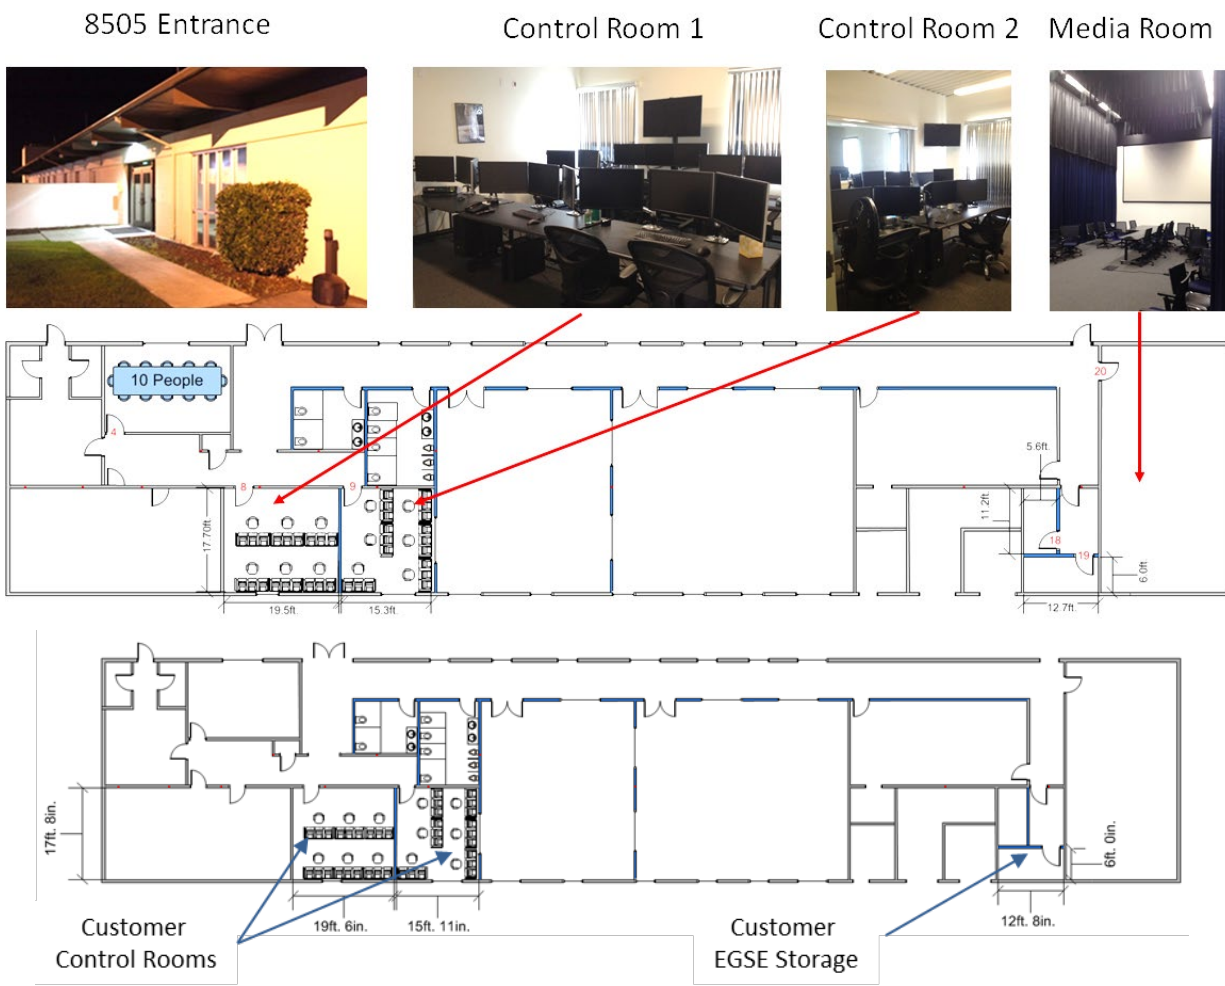 8505 Entrance
Control Room 1
Control Room 2
Media Room
10 People
20
4
5.6ft.
8
9
11.2ft.
17.70ft.
18
19
6.0ft
19.5ft.
15.3ft.
12.7ft.
17ft. 8in.
6ft. 0in.
19ft. 6in.
15ft. 11in.
12ft. 8in.
Customer
Control Rooms
Customer
EGSE Storage